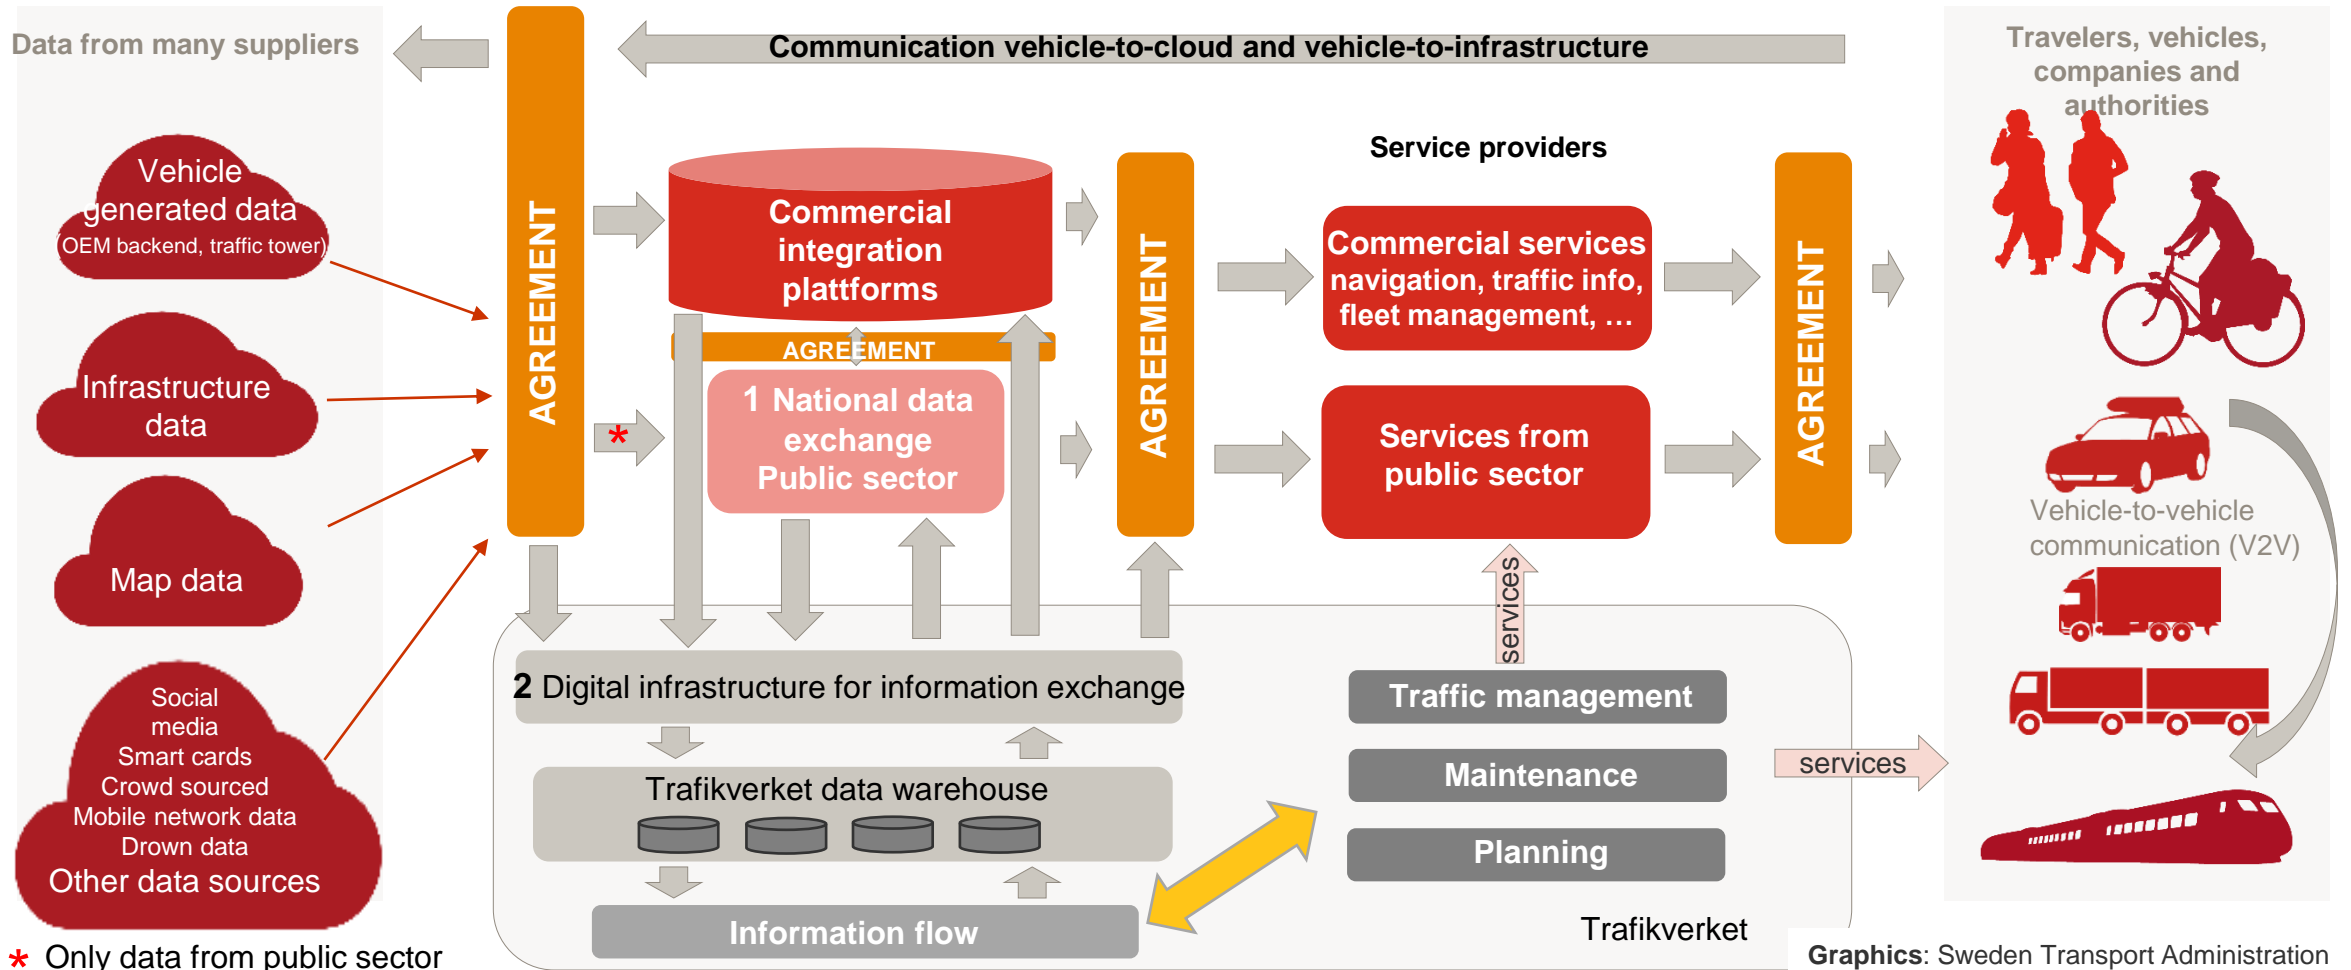 Data from many suppliers
Vehicle
generated data
(OEM backend, traffic tower)
Infrastructure
data
Map data
Social
media
Smart cards
Crowd sourced
Mobile network data
Drown data
Other data sources
* Only data from public sector
AGREEMENT
Communication vehicle-to-cloud and vehicle-to-infrastructure
Commercial
integration
plattforms
AGREEMENT
1 National data
exchange
Public sector
*
AGREEMENT
Service providers
Commercial services
navigation, traffic info,
fleet management, ...
Services from
public sector
AGREEMENT
services
2 Digital infrastructure for information exchange
Trafikverket data warehouse
Information flow
Traffic management
Maintenance
Planning
Trafikverket
services
Travelers, vehicles,
companies and
authorities
Vehicle-to-vehicle
communication (V2V)
Graphics: Sweden Transport Administration